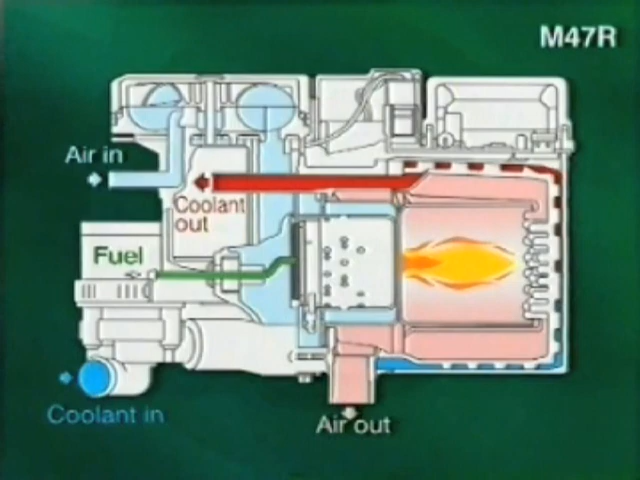 M47R
Air in
Coolant
out
Fuel
Coolant in
Air out